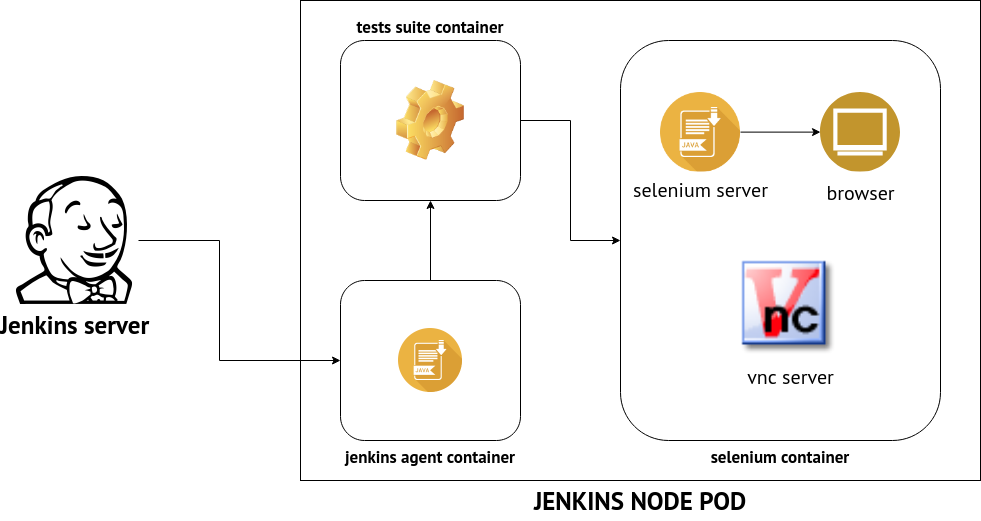 tests suite container
JAVA
selenium server
browser
Jenkins server
Vnc
vnc server
JAVA
jenkins agent container
selenium container
JENKINS NODE POD